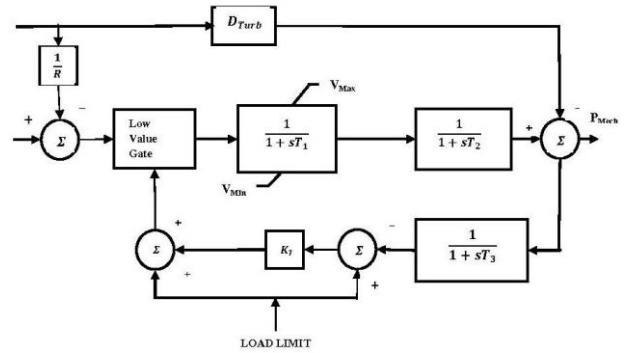 D_Turb
1/R
−
−
+
Σ
Low
Value
Gate
V_Max
1/(1 + sT_1)
V_Min
1/(1 + sT_2)
+
Σ
P_Mech
+
Σ
+
K_T
−
Σ
+
1/(1 + sT_3)
LOAD LIMIT